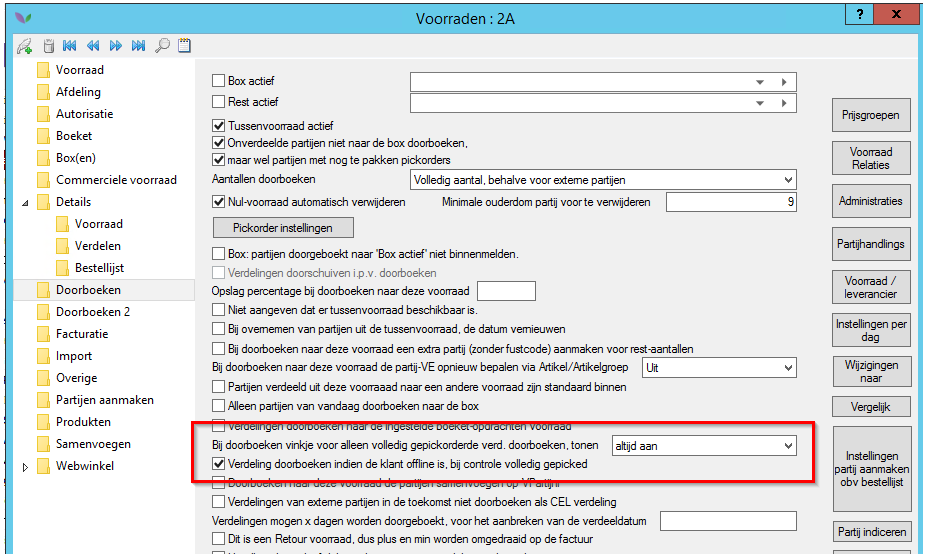 Voorraden : 2A
?
x
Voorraad
Afdeling
Autorisatie
Boeket
Box(en)
Commerciele voorraad
Details
Voorraad
Verdelen
Bestellijst
Doorboeken
Doorboeken 2
Facturatie
Import
Overige
Partijen aanmaken
Produkten
Samenvoegen
Webwinkel
Box actief
Rest actief
Tussenvoorraad actief
Onverdeelde partijen niet naar de box doorboeken,
maar wel partijen met nog te pakken pickorders
Aantallen doorboeken Volledig aantal, behalve voor externe partijen
Nul-voorraad automatisch verwijderen Minimale ouderdom partij voor te verwijderen 9
Pickorder instellingen
Box: partijen doorgeboekt naar 'Box actief' niet binnenmelden.
Verdelingen doorschuiven i.p.v. doorboeken
Opslag percentage bij doorboeken naar deze voorraad
Niet aangeven dat er tussenvoorraad beschikbaar is.
Bij overnemen van partijen uit de tussenvoorraad, de datum vernieuwen
Bij doorboeken naar deze voorraad een extra partij (zonder fustcode) aanmaken voor rest-aantallen
Bij doorboeken naar deze voorraad de partij-VE opnieuw bepalen via Artikel/Artikelgroep Uit
Partijen verdeeld uit deze voorraaad naar een andere voorraad zijn standaard binnen
Alleen partijen van vandaag doorboeken naar de box
Verdelingen doorboeken naar de ingestelde boeket-opdrachten voorraad
Bij doorboeken vinkje voor alleen volledig gepickorderde verd. doorboeken, tonen altijd aan
Verdeling doorboeken indien de klant offline is, bij controle volledig gepicked
Doorboeken naar deze voorraad de partijen samenvoegen op VPartijnr
Verdelingen van externe partijen in de toekomst niet doorboeken als CEL verdeling
Verdelingen mogen x dagen worden doorgeboekt, voor het aanbreken van de verdeeldatum
Dit is een Retour voorraad, dus plus en min worden omgedraaid op de factuur
Prijsgroepen
Voorraad
Relaties
Administraties
Partijhandlings
Voorraad /
leverancier
Instellingen per
dag
Wijzigingen
naar
Vergelijk
Instellingen
partij aanmaken
obv bestellijst
Partij indiceren